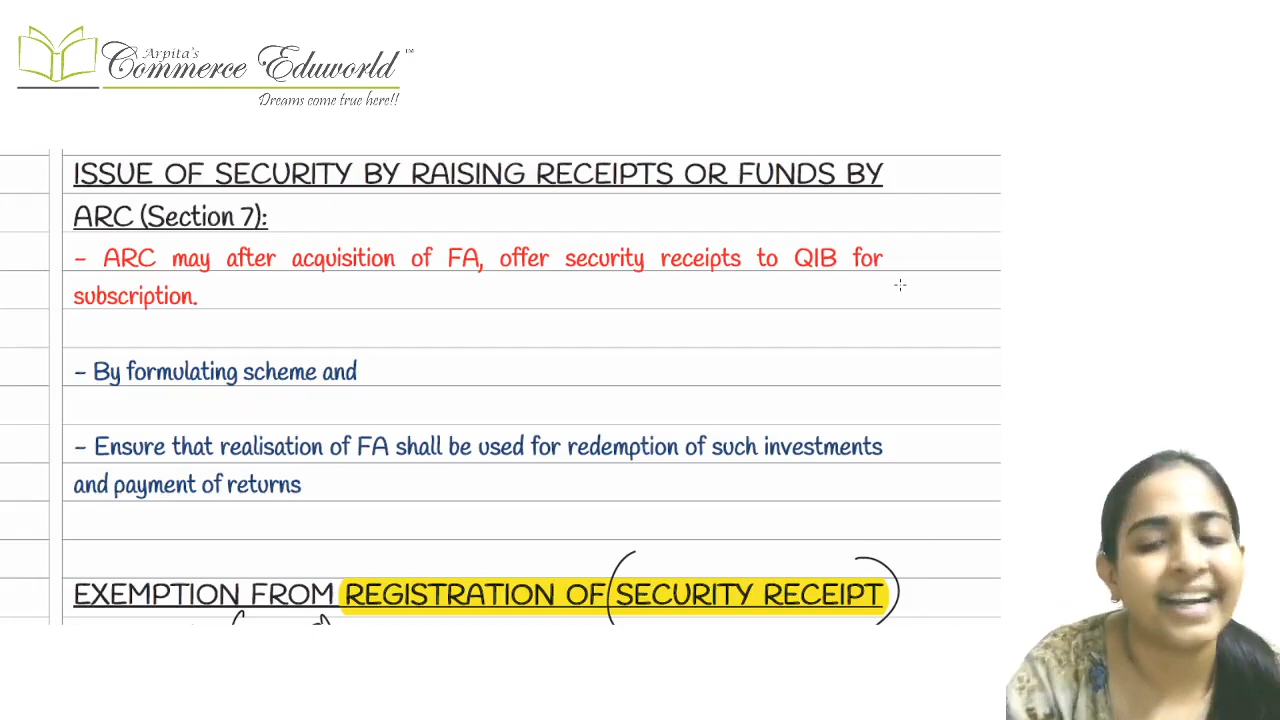 Arpita's
Commerce Eduworld™
Dreams come true here!!
ISSUE OF SECURITY BY RAISING RECEIPTS OR FUNDS BY
ARC (Section 7):
- ARC may after acquisition of FA, offer security receipts to QIB for
subscription.
- By formulating scheme and
- Ensure that realisation of FA shall be used for redemption of such investments
and payment of returns
EXEMPTION FROM REGISTRATION OF SECURITY RECEIPT